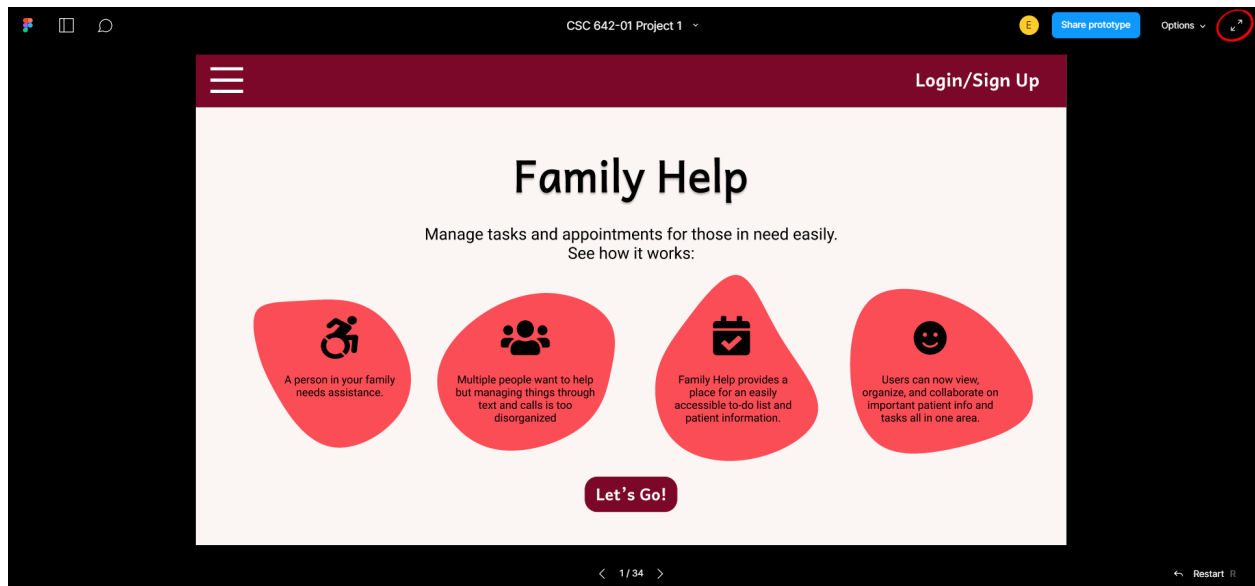 CSC 642-01 Project 1
E
Share prototype
Options
Login/Sign Up
Family Help
Manage tasks and appointments for those in need easily.
See how it works:
A person in your family
needs assistance.
Multiple people want to help
but managing things through
text and calls is too
disorganized
Family Help provides a
place for an easily
accessible to-do list and
patient information.
Users can now view,
organize, and collaborate on
important patient info and
tasks all in one area.
Let's Go!
1 / 34
Restart R